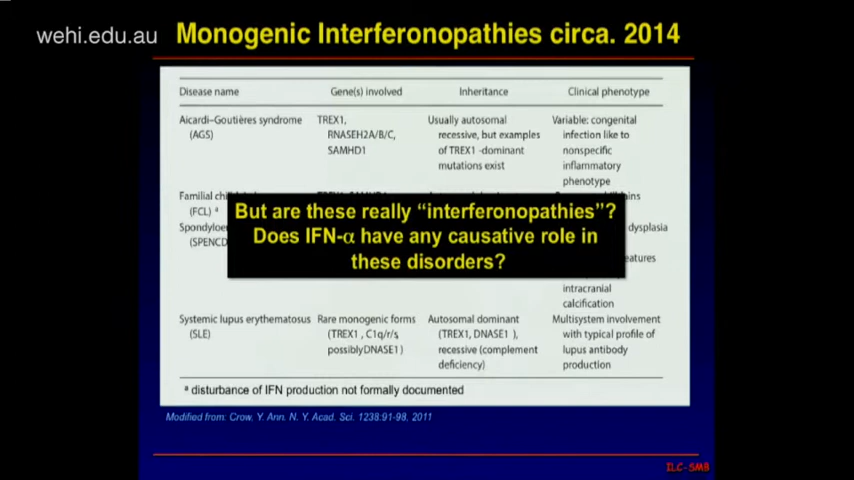 wehi.edu.au
Monogenic Interferonopathies circa. 2014
Disease name Gene(s) involved Inheritance Clinical phenotype
Aicardi–Goutières syndrome TREX1, Usually autosomal Variable: congenital
(AGS) RNASEH2A/B/C, recessive, but examples infection like to
SAMHD1 of TREX1 -dominant nonspecific
mutations exist inflammatory
phenotype
Familial
(FCL) a
But are these really “interferonopathies”?
Does IFN-α have any causative role in
these disorders?
dysplasia
intracranial
calcification
Systemic lupus erythematosus Rare monogenic forms Autosomal dominant Multisystem involvement
(SLE) (TREX1 , C1q/r/s, (TREX1, DNASE1 ), with typical profile of
possiblyDNASE1 ) recessive (complement lupus antibody
deficiency) production
a disturbance of IFN production not formally documented
Modified from: Crow, Y. Ann. N. Y. Acad. Sci. 1238:91-98, 2011
ILC-SMB